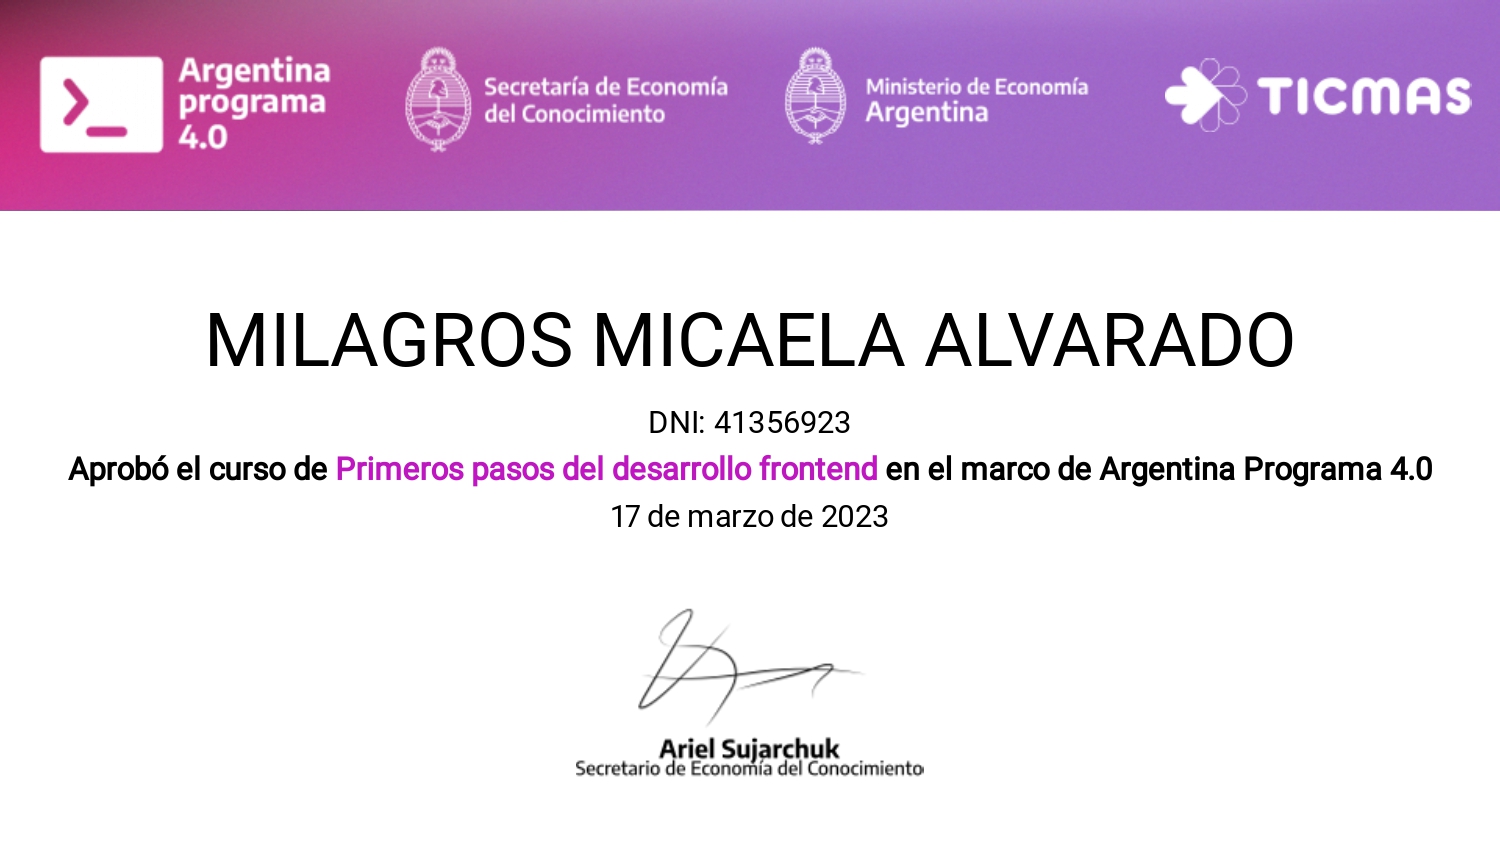 Argentina
programa
4.0
Secretaría de Economía
del Conocimiento
Ministerio de Economía
Argentina
TICMAS
MILAGROS MICAELA ALVARADO
DNI: 41356923
Aprobó el curso de Primeros pasos del desarrollo frontend en el marco de Argentina Programa 4.0
17 de marzo de 2023
Ariel Sujarchuk
Secretario de Economía del Conocimiento